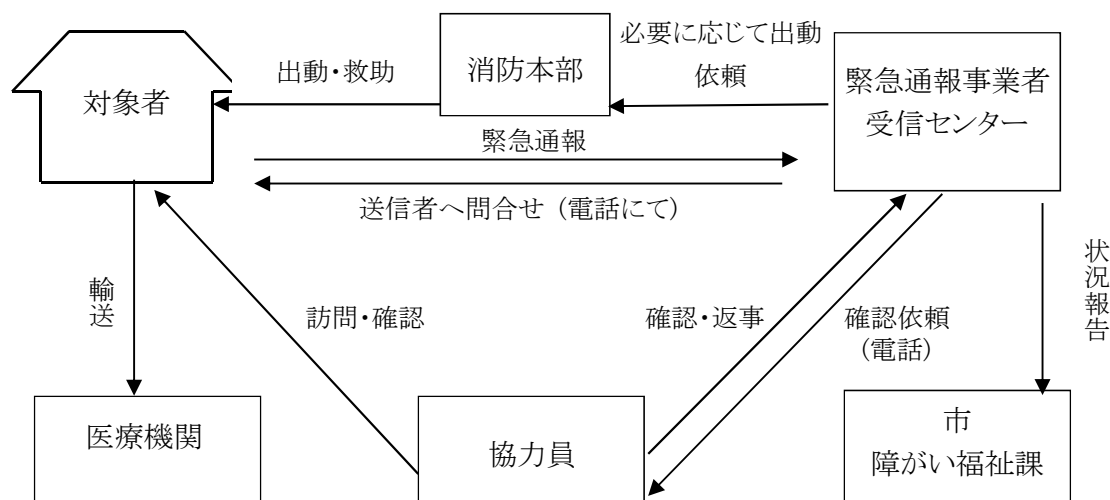 対象者
出動・救助
消防本部
必要に応じて出動
依頼
緊急通報事業者
受信センター
緊急通報
送信者へ問合せ（電話にて）
輸送
訪問・確認
確認・返事
確認依頼
（電話）
状況報告
医療機関
協力員
市
障がい福祉課